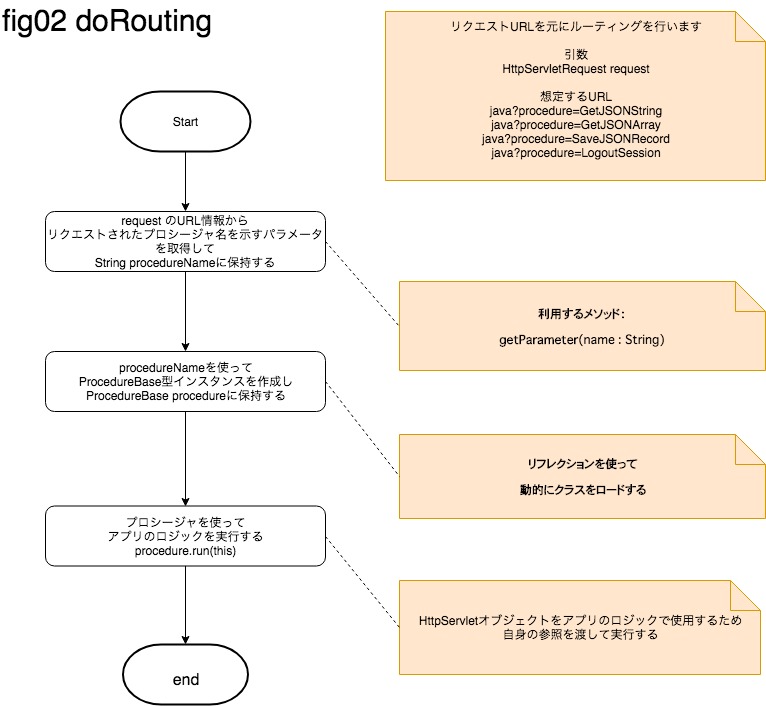 fig02 doRouting
リクエストURLを元にルーティングを行います
引数
HttpServletRequest request
想定するURL
java?procedure=GetJSONString
java?procedure=GetJSONArray
java?procedure=SaveJSONRecord
java?procedure=LogoutSession
Start
request のURL情報から
リクエストされたプロシージャ名を示すパラメータ
を取得して
String procedureNameに保持する
利用するメソッド:
getParameter(name : String)
procedureNameを使って
ProcedureBase型インスタンスを作成し
ProcedureBase procedureに保持する
リフレクションを使って
動的にクラスをロードする
プロシージャを使って
アプリのロジックを実行する
procedure.run(this)
HttpServletオブジェクトをアプリのロジックで使用するため
自身の参照を渡して実行する
end